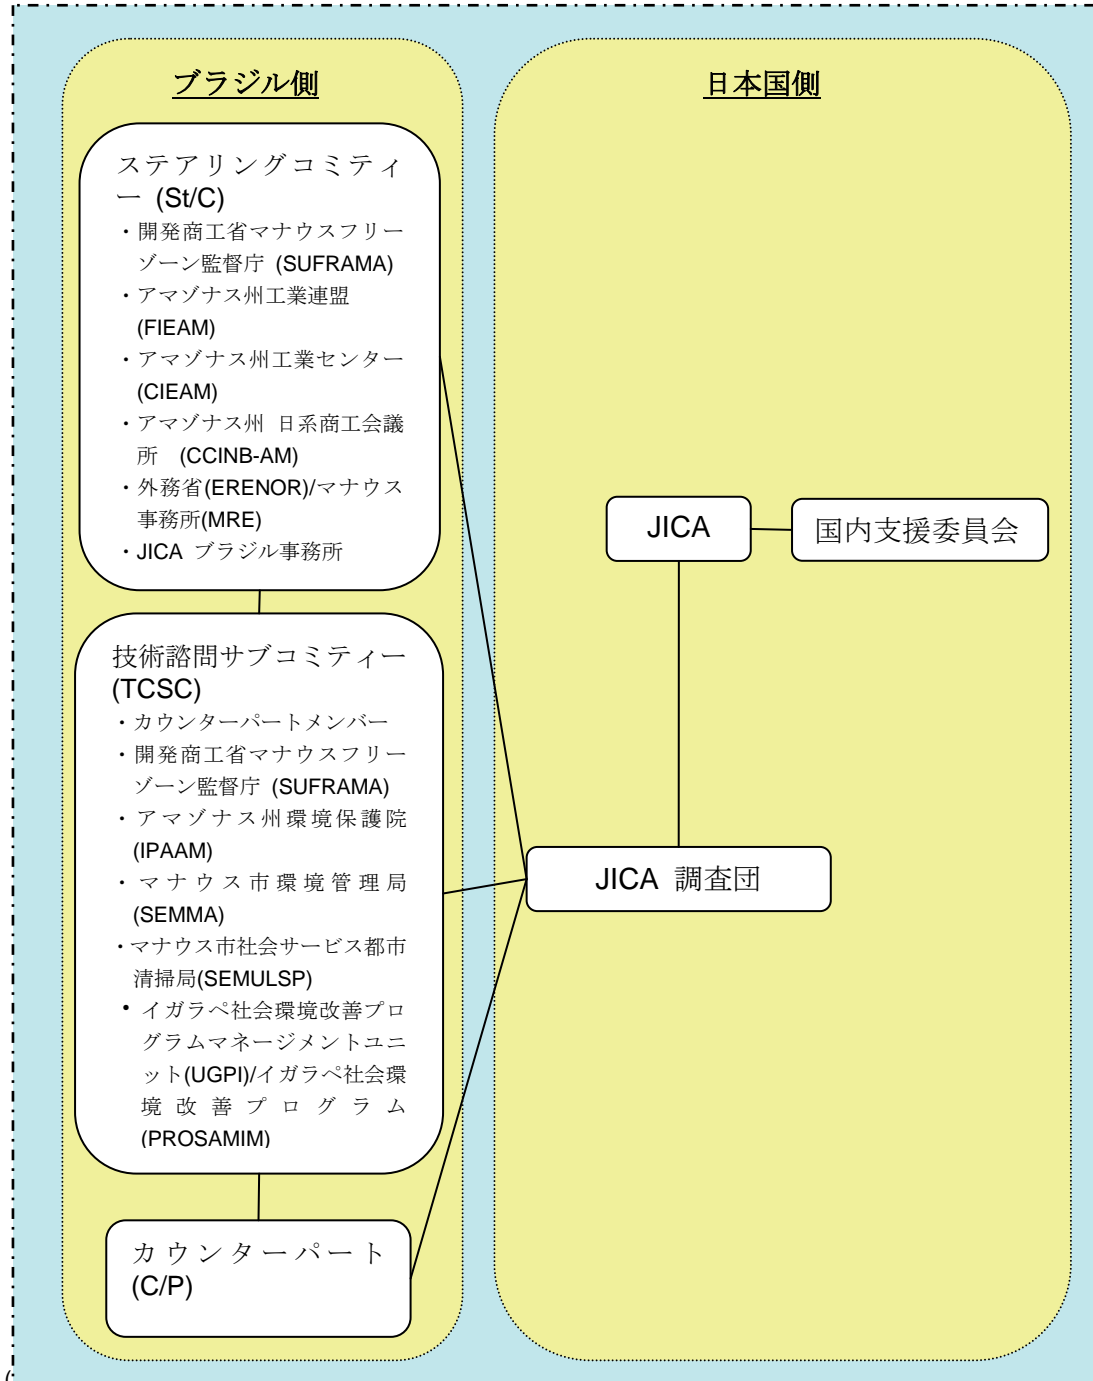 ブラジル側
ステアリングコミティ
ー (St/C)
・開発商工省マナウスフリー
ゾーン監督庁 (SUFRAMA)
・アマゾナス州工業連盟
(FIEAM)
・アマゾナス州工業センター
(CIEAM)
・アマゾナス州 日系商工会議
所 (CCINB-AM)
・外務省(ERENOR)/マナウス
事務所(MRE)
・JICA ブラジル事務所
技術諮問サブコミティー
(TCSC)
・カウンターパートメンバー
・開発商工省マナウスフリー
ゾーン監督庁 (SUFRAMA)
・アマゾナス州環境保護院
(IPAAM)
・マナウス市環境管理局
(SEMMA)
・マナウス市社会サービス都市
清掃局(SEMULSP)
・イガラペ社会環境改善プロ
グラムマネージメントユニ
ット(UGPI)/イガラペ社会環
境改善プログラム
(PROSAMIM)
カウンターパート
(C/P)
日本国側
JICA
国内支援委員会
JICA 調査団
(